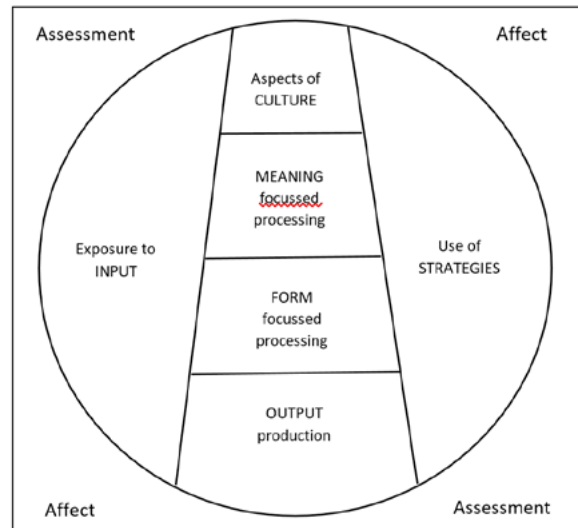 Assessment
Affect
Aspects of
CULTURE
MEANING
focussed
processing
Exposure to
INPUT
Use of
STRATEGIES
FORM
focussed
processing
OUTPUT
production
Affect
Assessment